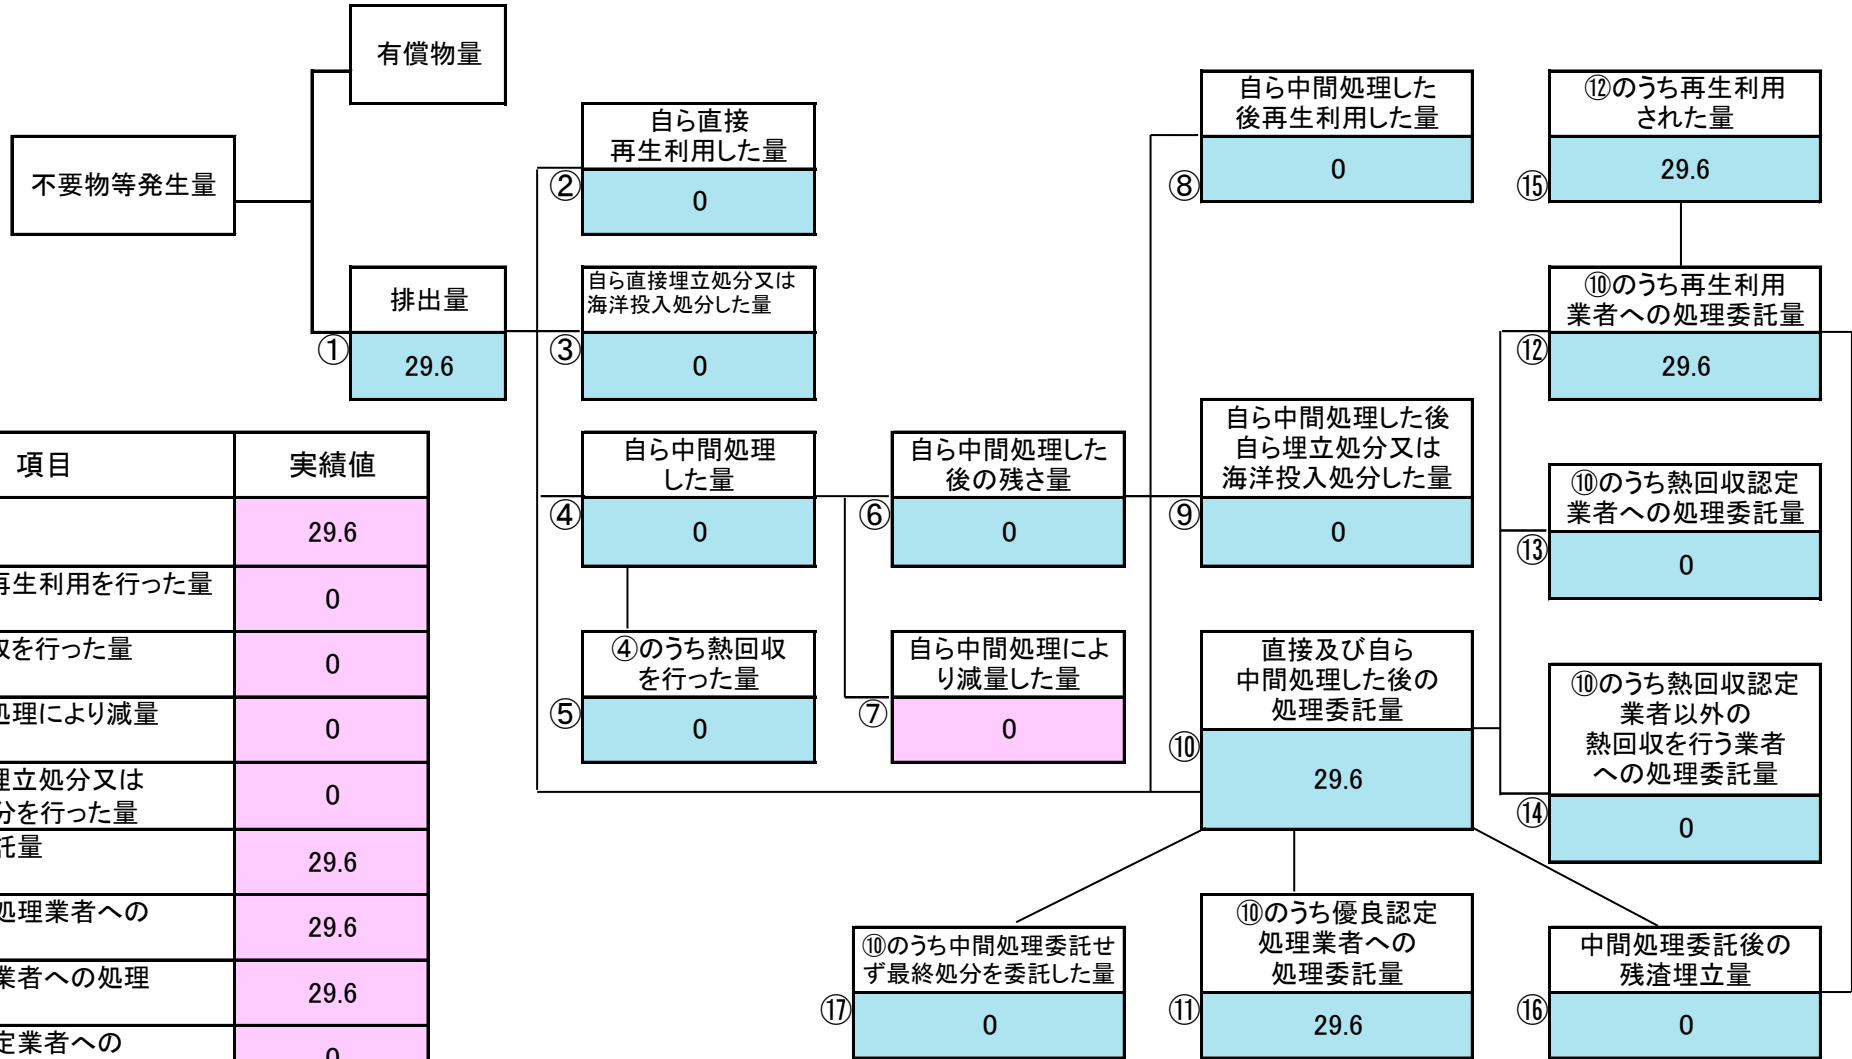 有償物量
不要物等発生量
排出量
①
29.6
自ら直接
再生利用した量
②
0
自ら直接埋立処分又は
海洋投入処分した量
③
0
自ら中間処理
した量
④
0
④のうち熱回収
を行った量
⑤
0
自ら中間処理した
後の残さ量
⑥
0
自ら中間処理によ
り減量した量
⑦
0
自ら中間処理した
後再生利用した量
⑧
0
自ら中間処理した後
自ら埋立処分又は
海洋投入処分した量
⑨
0
直接及び自ら
中間処理した後の
処理委託量
⑩
29.6
⑩のうち優良認定
処理業者への
処理委託量
⑪
29.6
⑫のうち再生利用
された量
⑮
29.6
⑩のうち再生利用
業者への処理委託量
⑫
29.6
⑩のうち熱回収認定
業者への処理委託量
⑬
0
⑩のうち熱回収認定
業者以外の
熱回収を行う業者
への処理委託量
⑭
0
中間処理委託後の
残渣埋立量
⑯
0
⑩のうち中間処理委託せ
ず最終処分を委託した量
⑰
0
項目 実績値
29.6
再生利用を行った量 0
を行った量 0
処理により減量 0
埋立処分又は
分を行った量 0
託量 29.6
処理業者への 29.6
業者への処理 29.6
定業者への 0